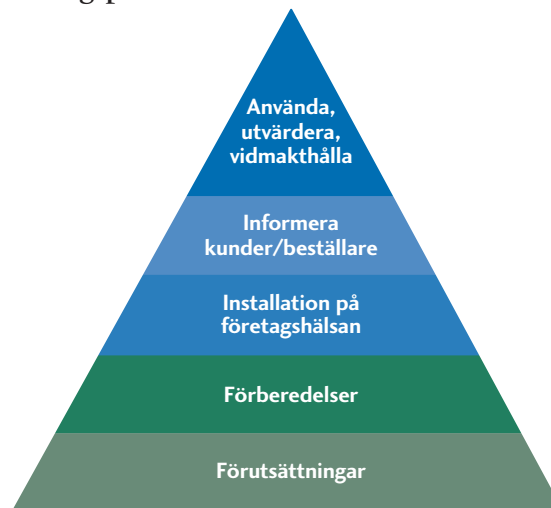 Använda,
utvärdera,
vidmakthålla
Informera
kunder/beställare
Installation på
företagshälsan
Förberedelser
Förutsättningar